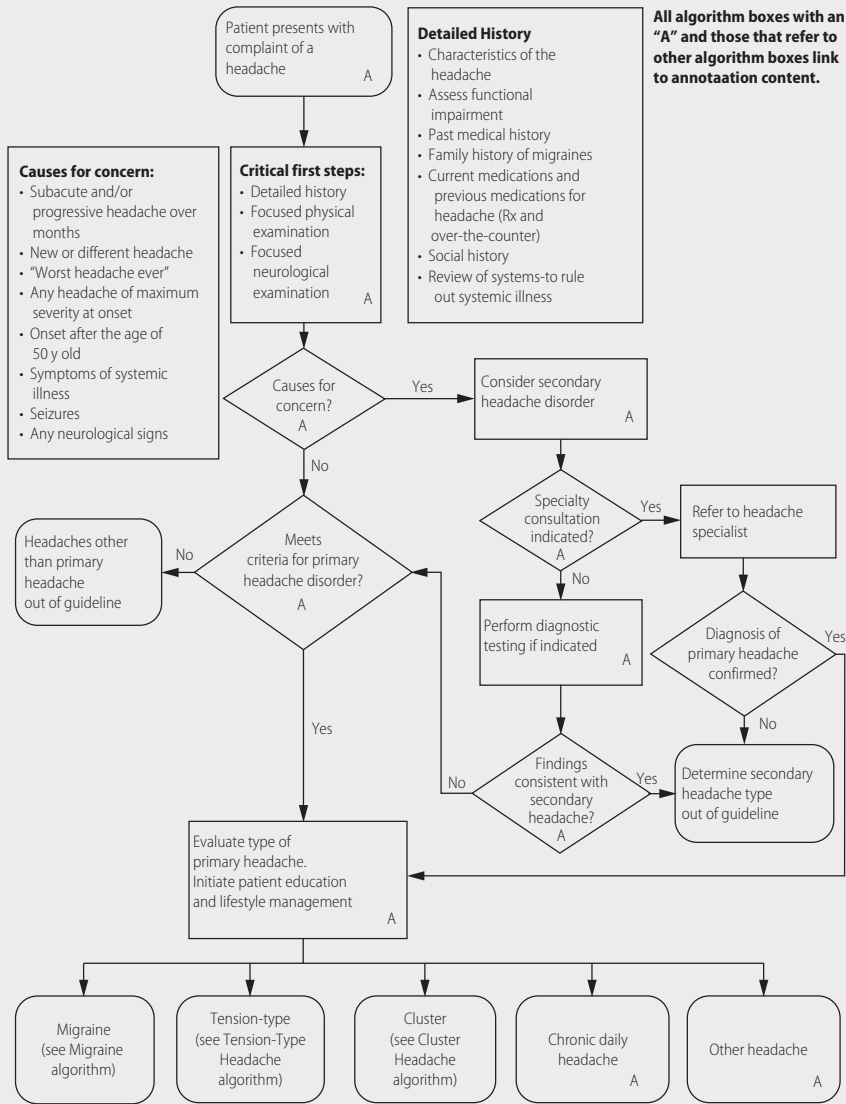 Patient presents with
complaint of a
headache
A
Detailed History
• Characteristics of the
headache
• Assess functional
impairment
• Past medical history
• Family history of migraines
• Current medications and
previous medications for
headache (Rx and
over-the-counter)
• Social history
• Review of systems-to rule
out systemic illness
All algorithm boxes with an
“A” and those that refer to
other algorithm boxes link
to annotaation content.
Causes for concern:
• Subacute and/or
progressive headache over
months
• New or different headache
• “Worst headache ever”
• Any headache of maximum
severity at onset
• Onset after the age of
50 y old
• Symptoms of systemic
illness
• Seizures
• Any neurological signs
Critical first steps:
• Detailed history
• Focused physical
examination
• Focused
neurological
examination
A
Causes for
concern?
A
Yes
No
Consider secondary
headache disorder
A
Specialty
consultation
indicated?
A
Yes
No
Refer to headache
specialist
Meets
criteria for primary
headache disorder?
A
No
Yes
Headaches other
than primary
headache
out of guideline
Perform diagnostic
testing if indicated
A
Diagnosis of
primary headache
confirmed?
Yes
No
Findings
consistent with
secondary
headache?
A
No
Yes
Determine secondary
headache type
out of guideline
Evaluate type of
primary headache.
Initiate patient education
and lifestyle management
A
Migraine
(see Migraine
algorithm)
Tension-type
(see Tension-Type
Headache
algorithm)
Cluster
(see Cluster
Headache
algorithm)
Chronic daily
headache
A
Other headache
A